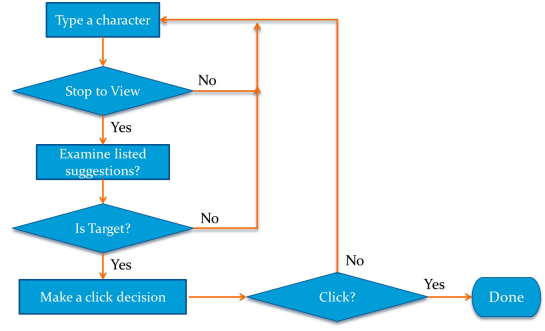 Type a character
Stop to View
No
Yes
Examine listed
suggestions?
Is Target?
No
Yes
Make a click decision
Click?
No
Yes
Done